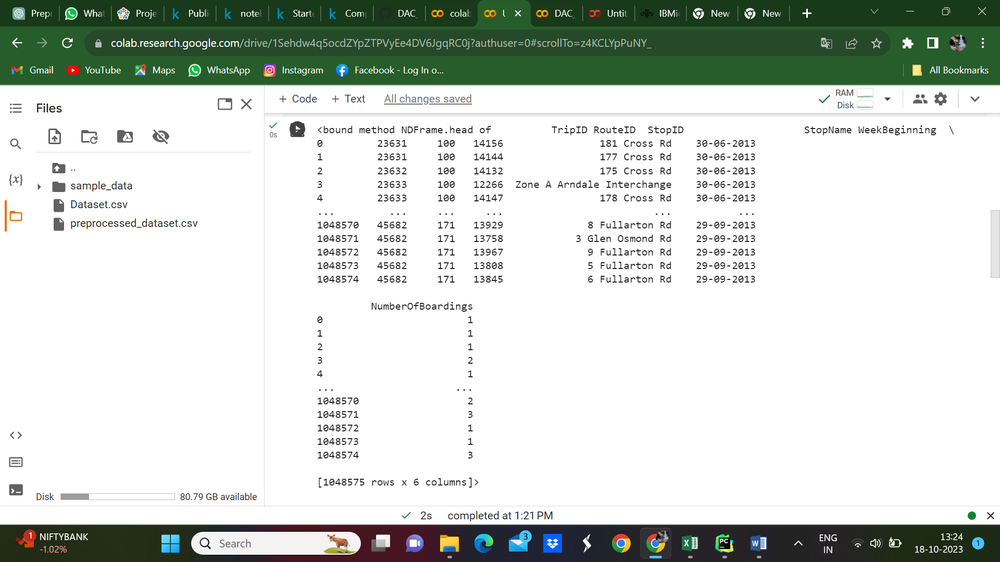 Prepr What Proje Publi notel Start Com DAC_ colab DAC_ Untit IBMi New New
colab.research.google.com/drive/1Sehdw4q5ocdZYpZTPVyEe4DV6JgqRC0j?authuser=0#scrollTo=z4KCLYpPuNY_
Gmail YouTube Maps WhatsApp Instagram Facebook - Log In o... All Bookmarks
Files
+ Code + Text All changes saved RAM Disk
0s
<bound method NDFrame.head of TripID RouteID StopID StopName WeekBeginning \
0 23631 100 14156 181 Cross Rd 30-06-2013
1 23631 100 14144 177 Cross Rd 30-06-2013
2 23632 100 14132 175 Cross Rd 30-06-2013
3 23633 100 12266 Zone A Arndale Interchange 30-06-2013
4 23633 100 14147 178 Cross Rd 30-06-2013
... ... ... ... ... ...
1048570 45682 171 13929 8 Fullarton Rd 29-09-2013
1048571 45682 171 13758 3 Glen Osmond Rd 29-09-2013
1048572 45682 171 13967 9 Fullarton Rd 29-09-2013
1048573 45682 171 13808 5 Fullarton Rd 29-09-2013
1048574 45682 171 13845 6 Fullarton Rd 29-09-2013
NumberOfBoardings
0 1
1 1
2 1
3 2
4 1
... ...
1048570 2
1048571 3
1048572 1
1048573 1
1048574 3
[1048575 rows x 6 columns]>
{x}
..
sample_data
Dataset.csv
preprocessed_dataset.csv
Disk 80.79 GB available
2s completed at 1:21 PM
1 NIFTYBANK
-1.02%
Search
3
PC
ENG
IN
13:24
18-10-2023
1